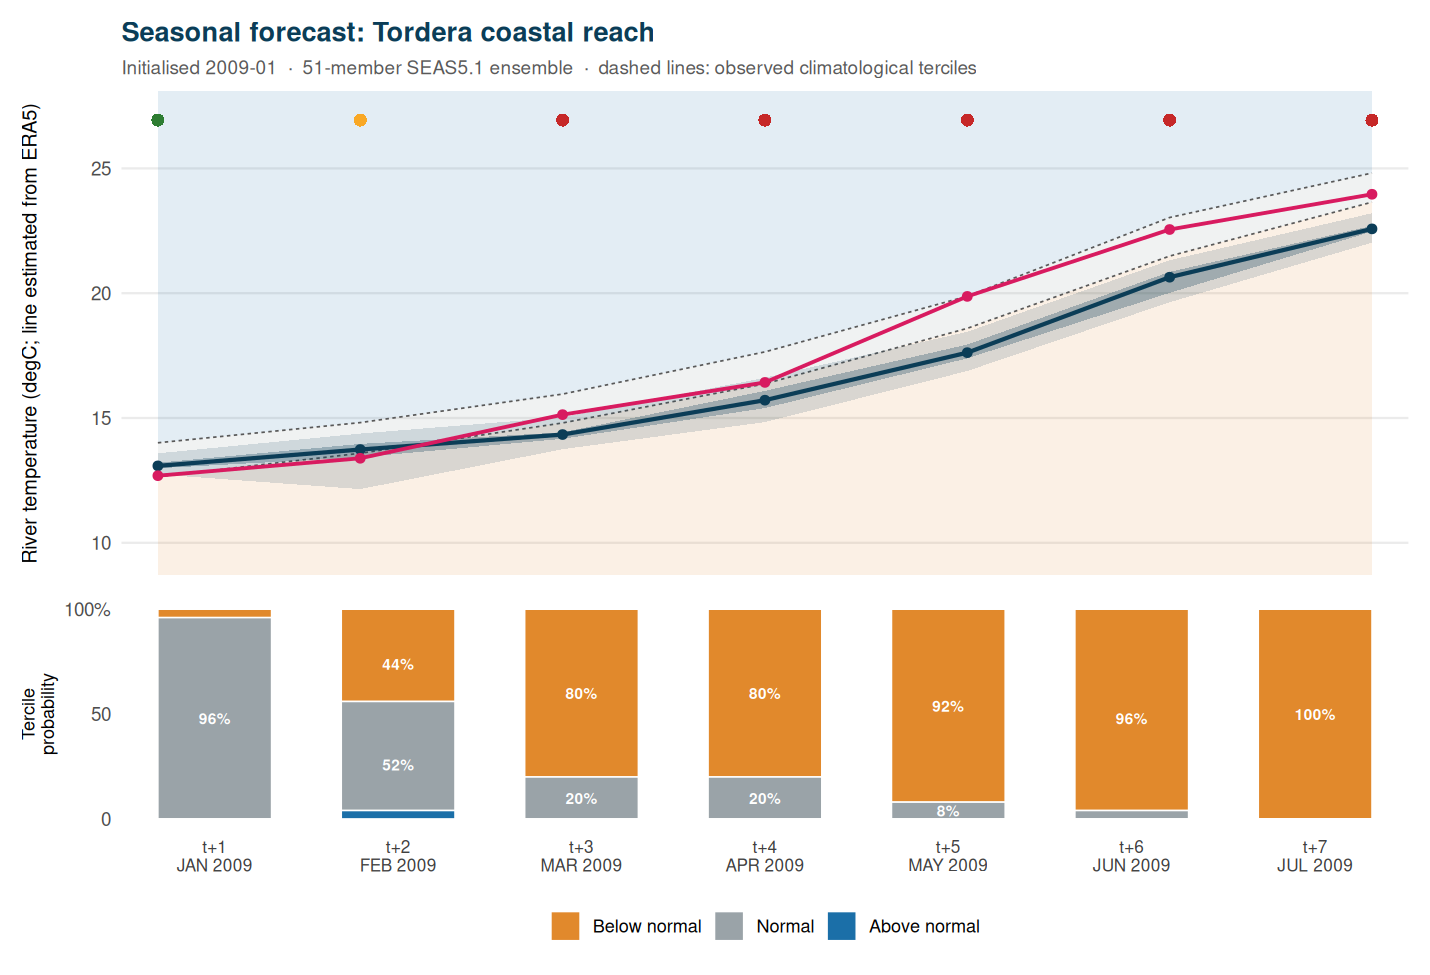 Seasonal forecast: Tordera coastal reach
Initialised 2009-01 · 51-member SEAS5.1 ensemble · dashed lines: observed climatological terciles
River temperature (degC; line estimated from ERA5)
25
20
15
10
Tercile
probability
100%
50
0
44%
80%
80%
92%
96%
100%
96%
52%
20%
20%
8%
t+1
JAN 2009
t+2
FEB 2009
t+3
MAR 2009
t+4
APR 2009
t+5
MAY 2009
t+6
JUN 2009
t+7
JUL 2009
Below normal
Normal
Above normal